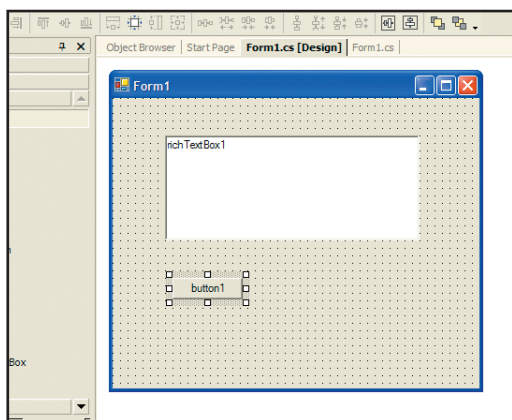 Object Browser Start Page Form1.cs [Design] Form1.cs
Form1
richTextBox1
button1
Box